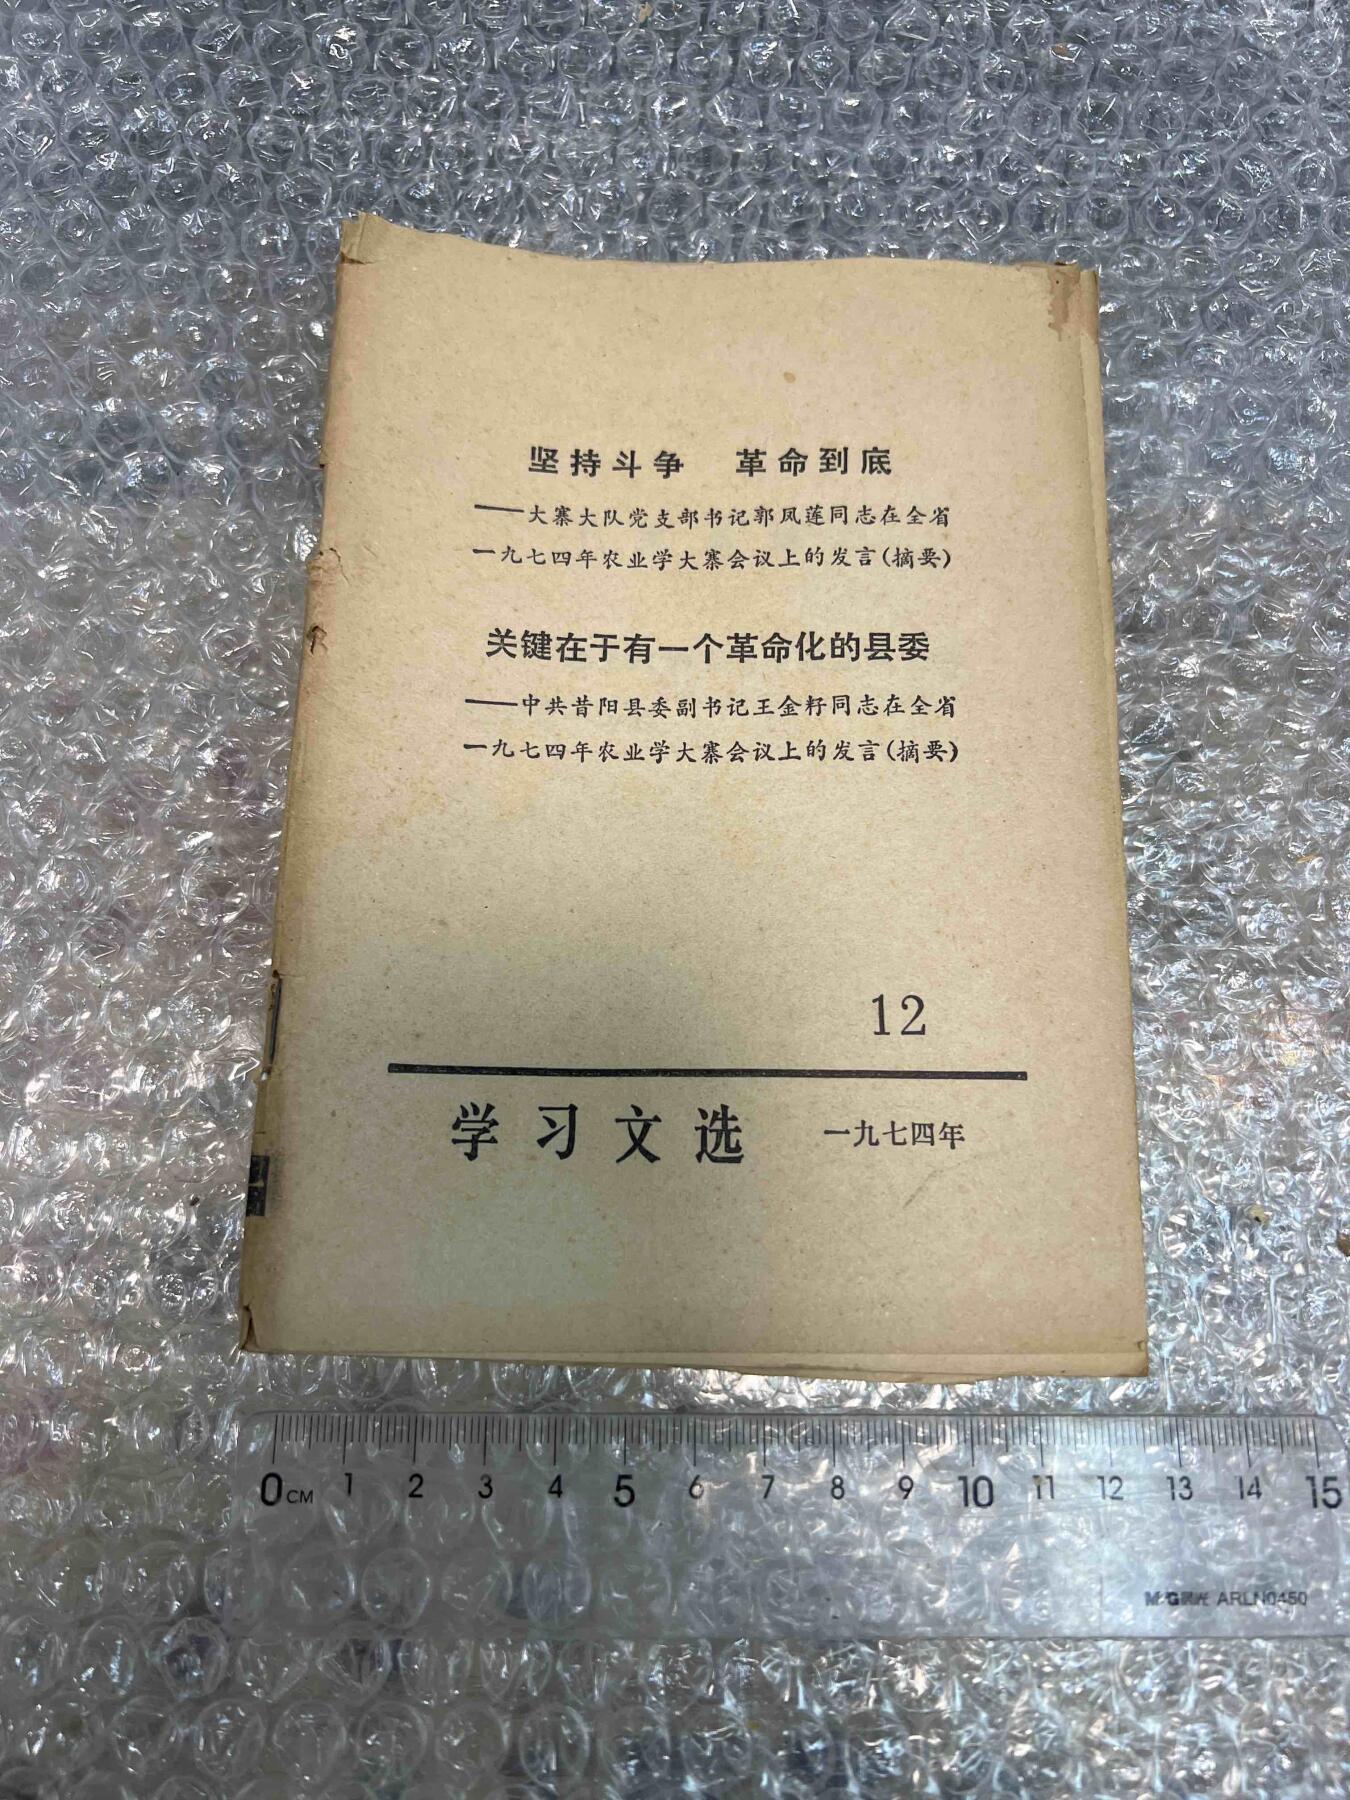 坚持斗争 革命到底
——大寨大队党支部书记郭凤莲同志在全省
一九七四年农业学大寨会议上的发言(摘要)
关键在于有一个革命化的县委
——中共昔阳县委副书记王金籽同志在全省
一九七四年农业学大寨会议上的发言(摘要)
12
学习文选 一九七四年
0CM 1 2 3 4 5 6 7 8 9 10 11 12 13 14 15
M&G晨光 ARLN0450